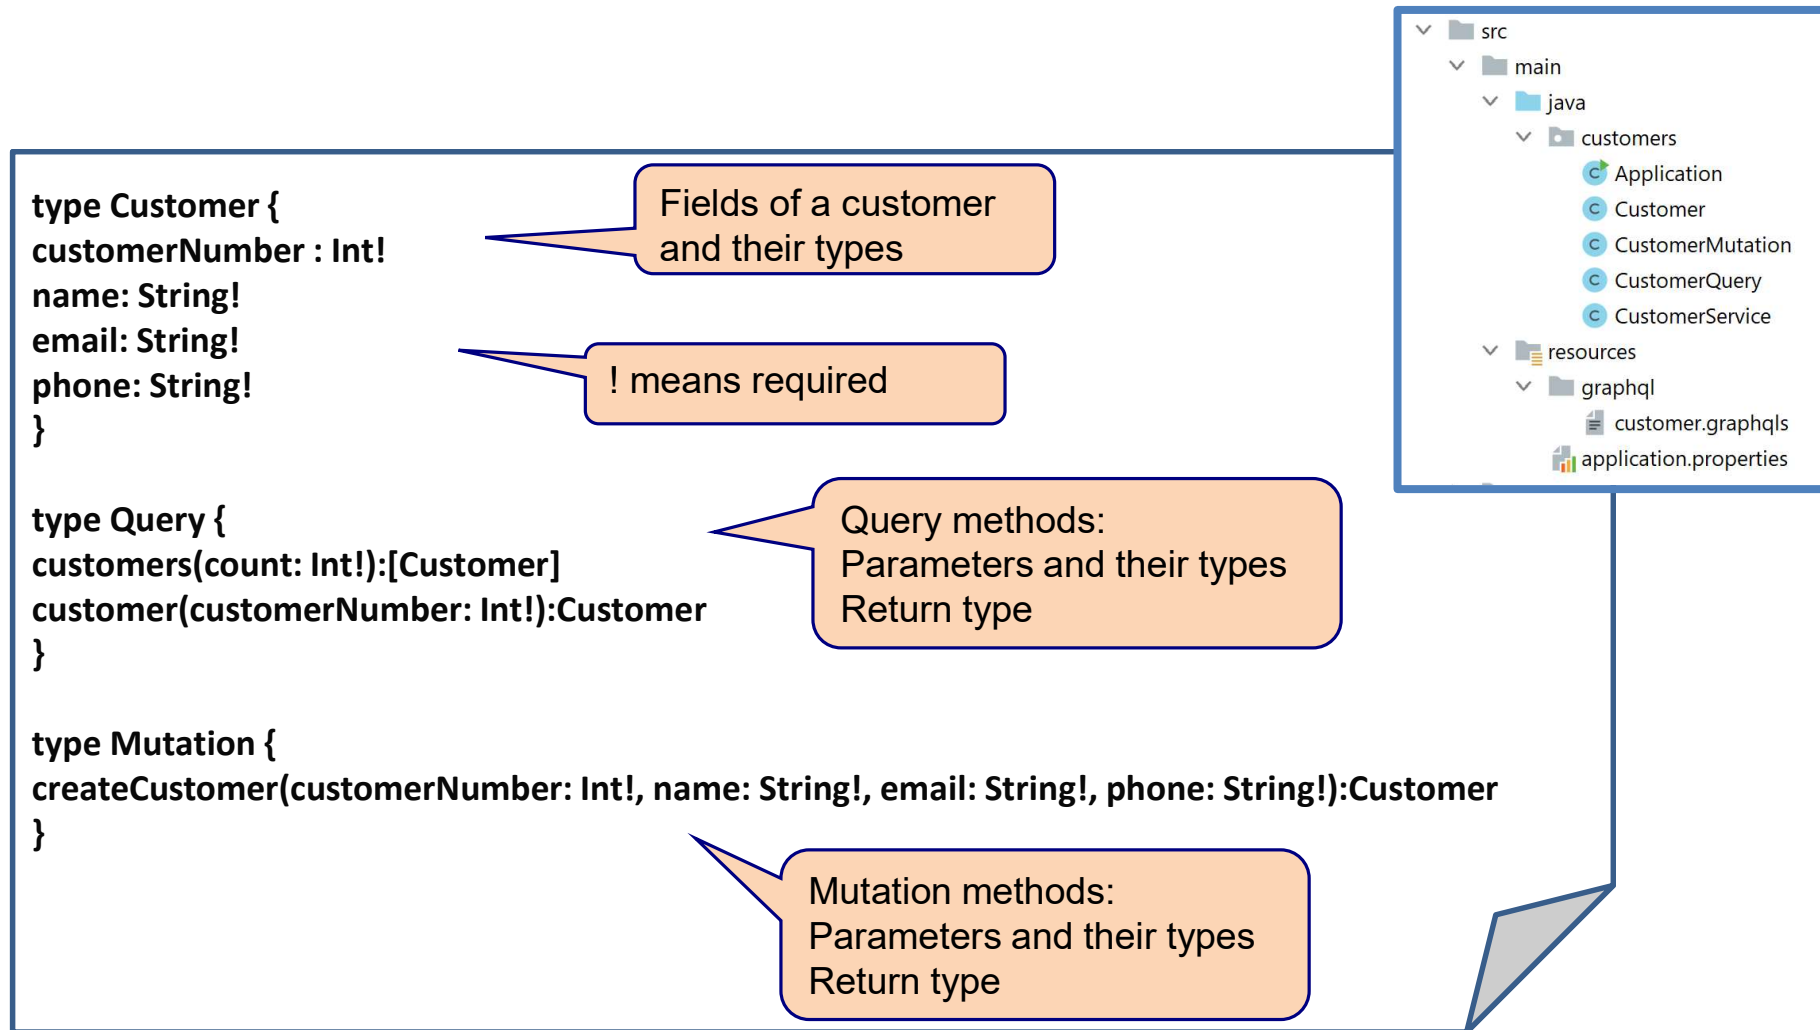 type Customer {
customerNumber : Int!
name: String!
email: String!
phone: String!
}
type Query {
customers(count: Int!):[Customer]
customer(customerNumber: Int!):Customer
}
type Mutation {
createCustomer(customerNumber: Int!, name: String!, email: String!, phone: String!):Customer
}
Fields of a customer
and their types
! means required
Query methods:
Parameters and their types
Return type
Mutation methods:
Parameters and their types
Return type
src
main
java
customers
Application
Customer
CustomerMutation
CustomerQuery
CustomerService
resources
graphql
customer.graphqls
application.properties